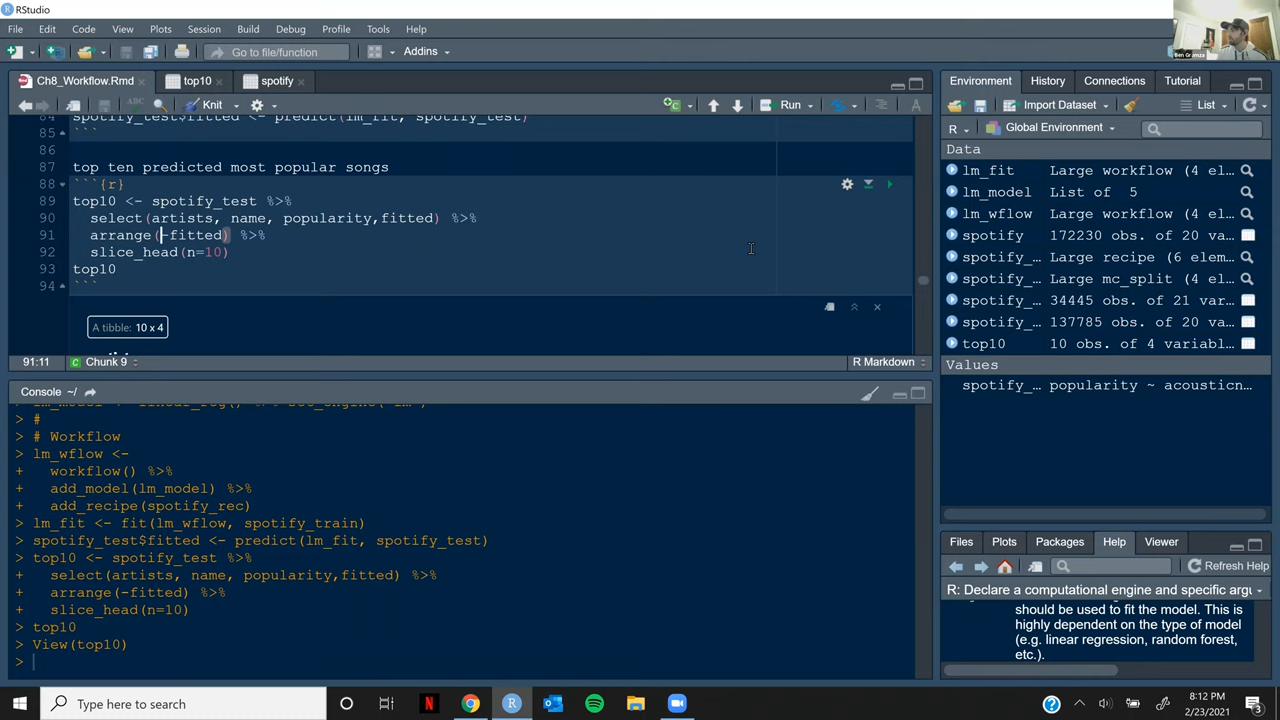 RStudio
File Edit Code View Plots Session Build Debug Profile Tools Help
Go to file/function Addins
Ben Gramza
Ch8_Workflow.Rmd top10 spotify
ABC Knit Run
84 spotify_test$fitted <- predict(lm_fit, spotify_test)
85 ```
86
87 top ten predicted most popular songs
88 ```{r}
89 top10 <- spotify_test %>%
90 select(artists, name, popularity,fitted) %>%
91 arrange(-fitted) %>%
92 slice_head(n=10)
93 top10
94 ```
A tibble: 10 x 4
91:11 Chunk 9 R Markdown
Console ~/
> #
> # Workflow
> lm_wflow <-
+ workflow() %>%
+ add_model(lm_model) %>%
+ add_recipe(spotify_rec)
> lm_fit <- fit(lm_wflow, spotify_train)
> spotify_test$fitted <- predict(lm_fit, spotify_test)
> top10 <- spotify_test %>%
+ select(artists, name, popularity,fitted) %>%
+ arrange(-fitted) %>%
+ slice_head(n=10)
> top10
> View(top10)
>
Environment History Connections Tutorial
Import Dataset List
R Global Environment
Data
lm_fit Large workflow (4 el…
lm_model List of 5
lm_wflow Large workflow (4 el…
spotify 172230 obs. of 20 va…
spotify_… Large recipe (6 elem…
spotify_… Large mc_split (4 el…
spotify_… 34445 obs. of 21 var…
spotify_… 137785 obs. of 20 va…
top10 10 obs. of 4 variabl…
Values
spotify_… popularity ~ acousticn…
Files Plots Packages Help Viewer
Refresh Help
R: Declare a computational engine and specific argu
should be used to fit the model. This is
highly dependent on the type of model
(e.g. linear regression, random forest,
etc.).
Type here to search
8:12 PM
2/23/2021
3